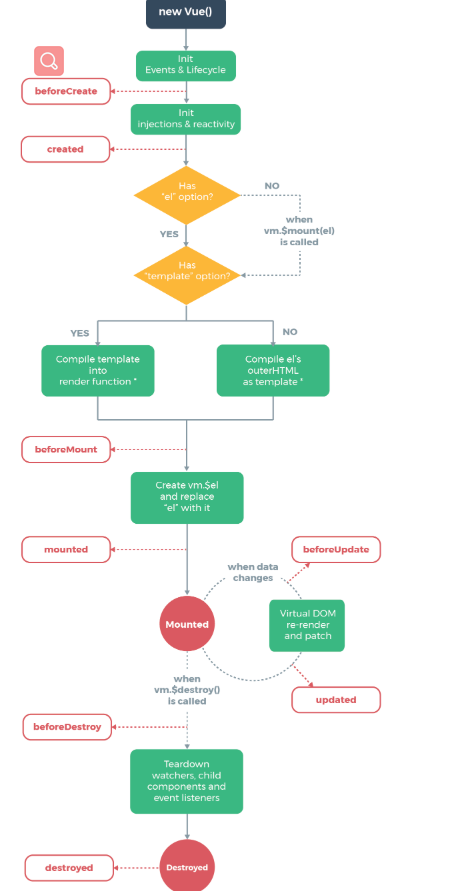 new Vue()
Init
Events & Lifecycle
beforeCreate
Init
injections & reactivity
created
Has
"el" option?
NO
when
vm.$mount(el)
is called
YES
Has
"template" option?
YES
NO
Compile template
into
render function *
Compile el's
outerHTML
as template *
beforeMount
Create vm.$el
and replace
"el" with it
mounted
beforeUpdate
when data
changes
Mounted
Virtual DOM
re-render
and patch
when
vm.$destroy()
is called
updated
beforeDestroy
Teardown
watchers, child
components and
event listeners
destroyed
Destroyed